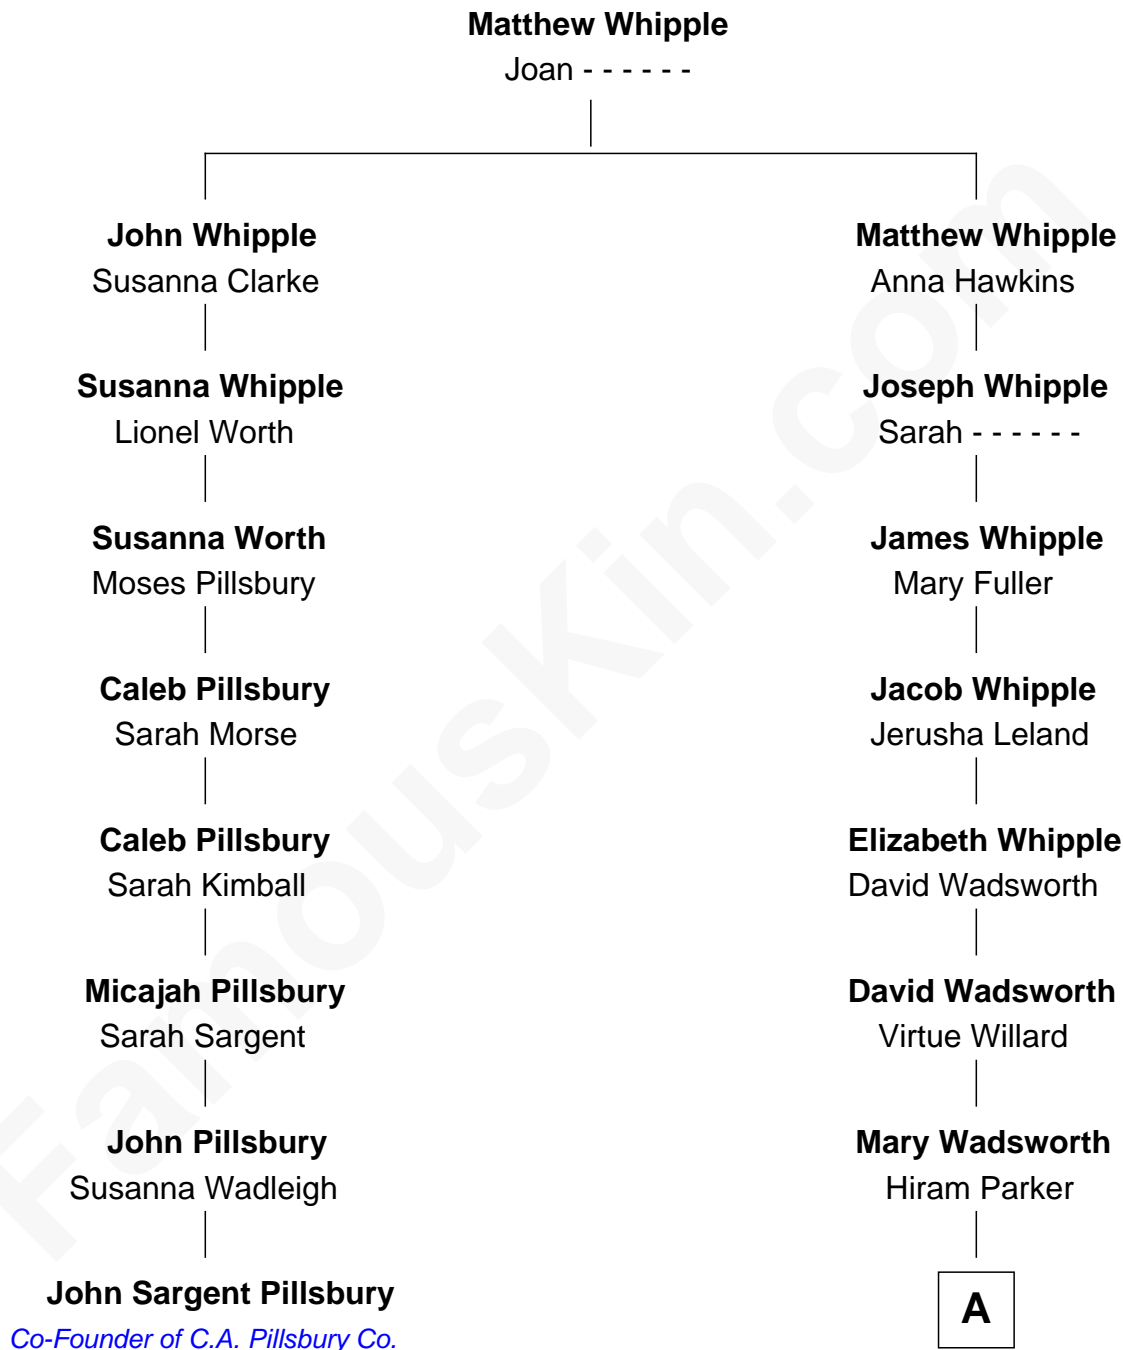 Matthew Whipple
Joan - - - - - -
John Whipple
Susanna Clarke
Matthew Whipple
Anna Hawkins
Susanna Whipple
Lionel Worth
Joseph Whipple
Sarah - - - - - -
Susanna Worth
Moses Pillsbury
James Whipple
Mary Fuller
Caleb Pillsbury
Sarah Morse
Jacob Whipple
Jerusha Leland
Caleb Pillsbury
Sarah Kimball
Elizabeth Whipple
David Wadsworth
Micajah Pillsbury
Sarah Sargent
David Wadsworth
Virtue Willard
John Pillsbury
Susanna Wadleigh
Mary Wadsworth
Hiram Parker
John Sargent Pillsbury
Co-Founder of C.A. Pillsbury Co.
A
FamousKin.com